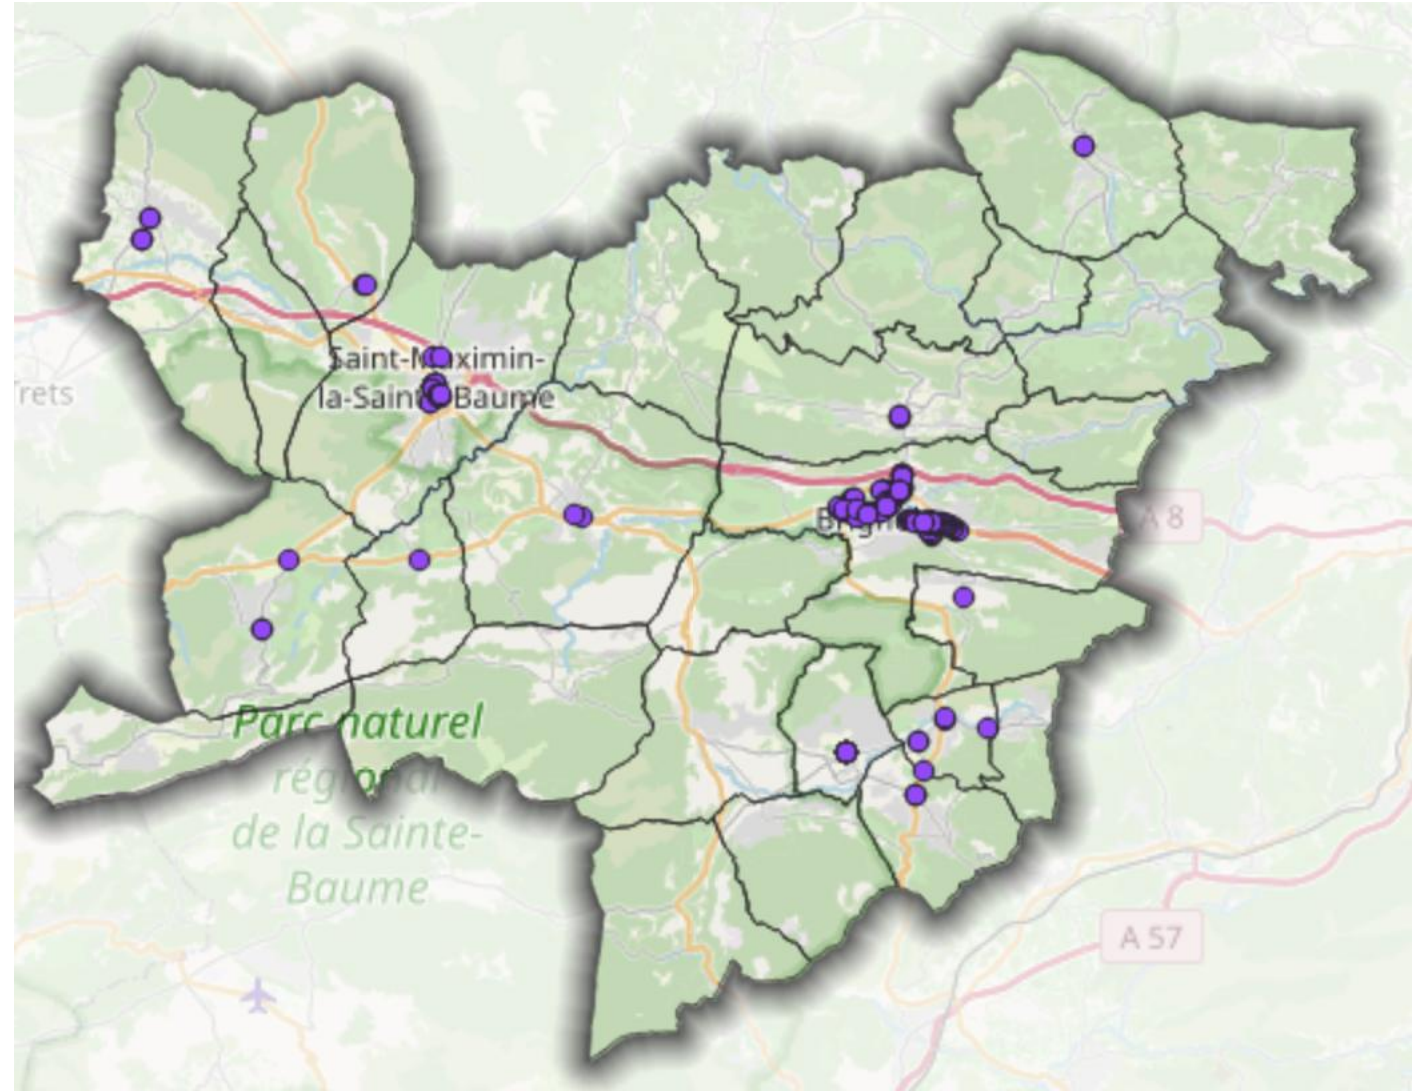 Saint-Maximin-
la-Sainte-Baume
rets
A 8
Parc naturel
régional
de la Sainte-
Baume
A 57